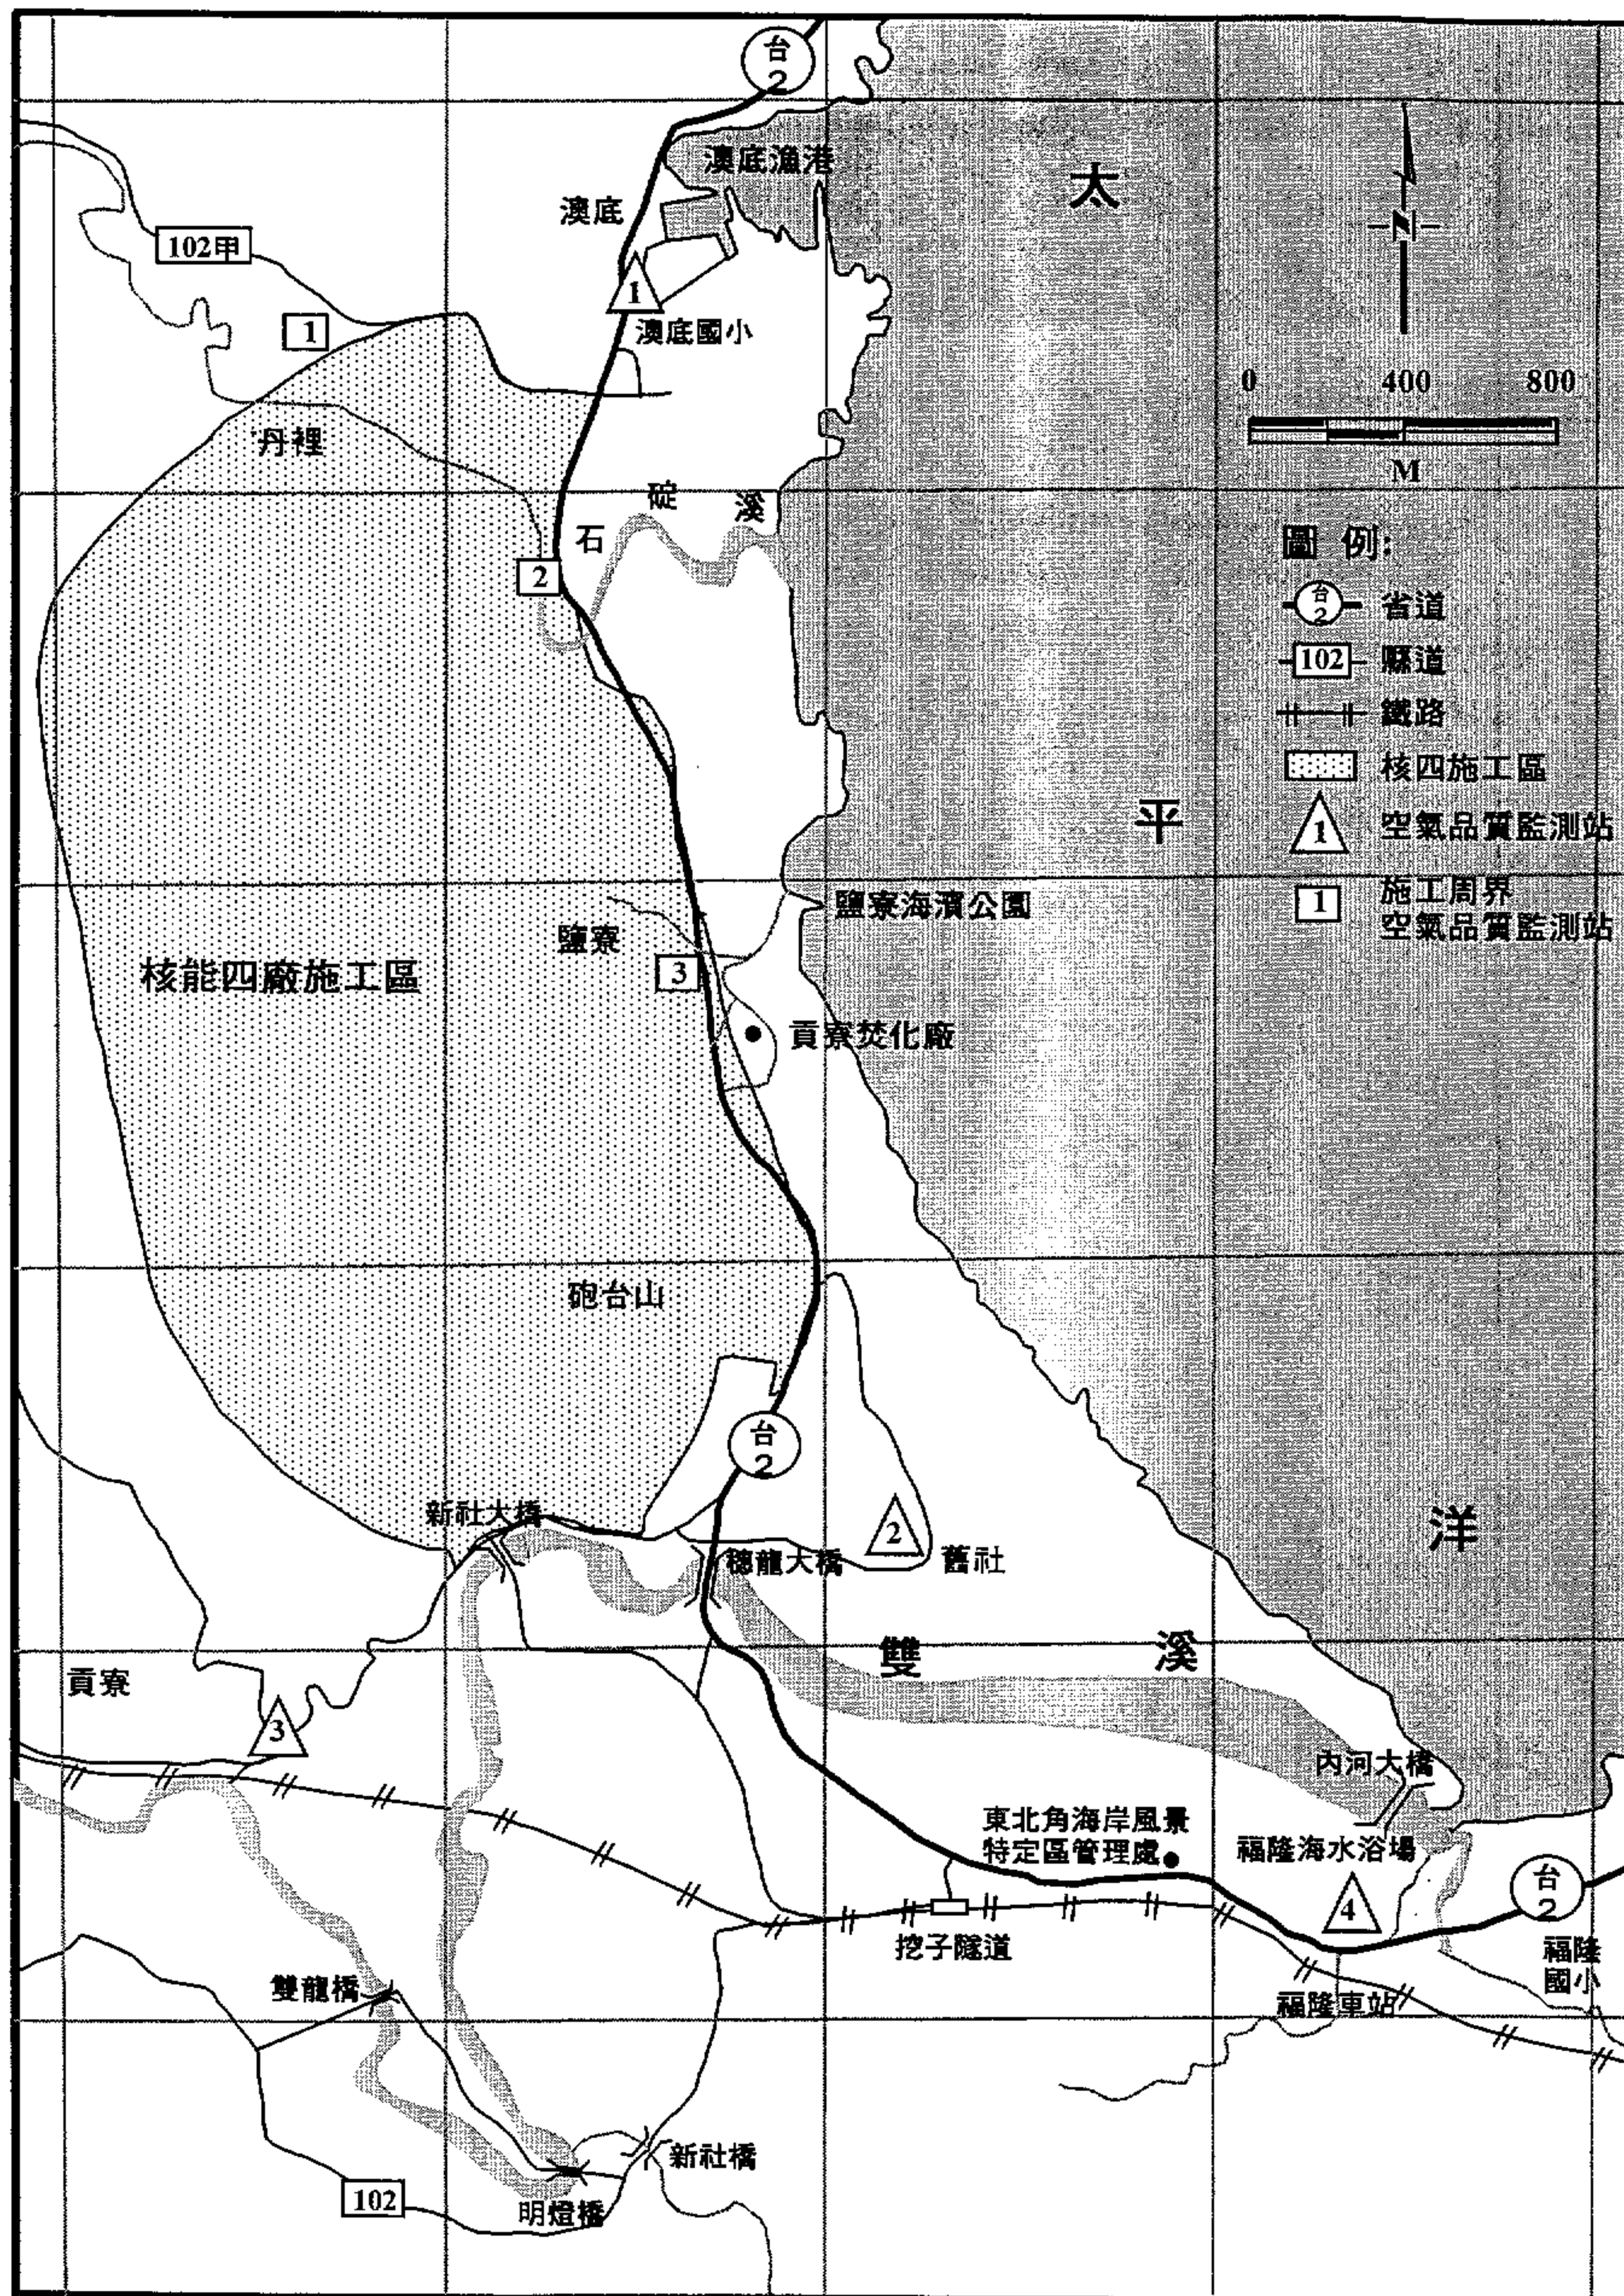 台
2
澳底漁港
太
澳底
N
102甲
1
1
澳底國小
0 400 800
M
丹裡
碇 溪
石
2
圖 例:
台
2
省道
102
縣道
鐵路
核四施工區
平
1
空氣品質監測站
鹽寮海濱公園
1
施工周界
空氣品質監測站
鹽寮
3
核能四廠施工區
貢寮焚化廠
砲台山
台
2
新社大橋
2
洋
德龍大橋
舊社
雙 溪
貢寮
3
內河大橋
東北角海岸風景
特定區管理處
福隆海水浴場
台
2
4
挖子隧道
福隆
國小
雙龍橋
福隆車站
新社橋
102
明燈橋